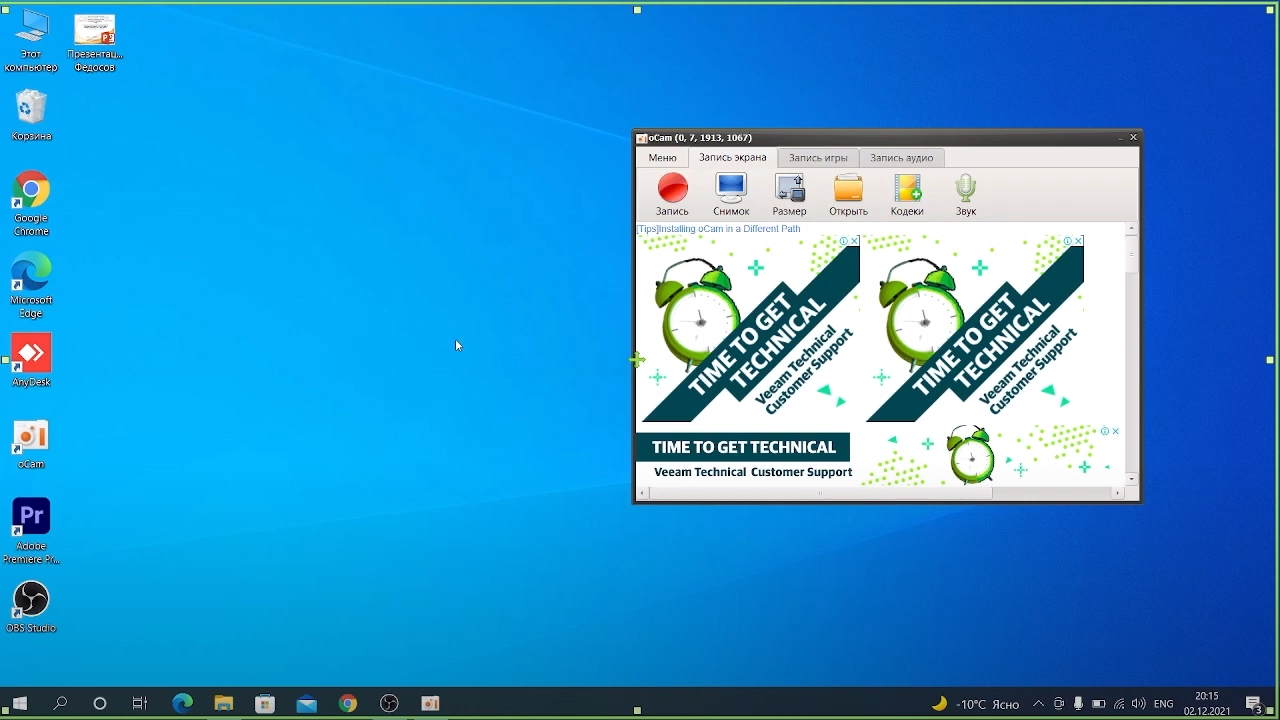 Этот
компьютер
Презентац...
Федосов
Корзина
Google
Chrome
Microsoft
Edge
AnyDesk
oCam
Pr
Adobe
Premiere Pr...
OBS Studio
oCam (0, 7, 1913, 1067)
Меню
Запись экрана
Запись игры
Запись аудио
Запись
Снимок
Размер
Открыть
Кодеки
Звук
[Tips]Installing oCam in a Different Path
TIME TO GET
TECHNICAL
Veeam Technical
Customer Support
TIME TO GET
TECHNICAL
Veeam Technical
Customer Support
TIME TO GET TECHNICAL
Veeam Technical Customer Support
-10°C Ясно
ENG
20:15
02.12.2021
3